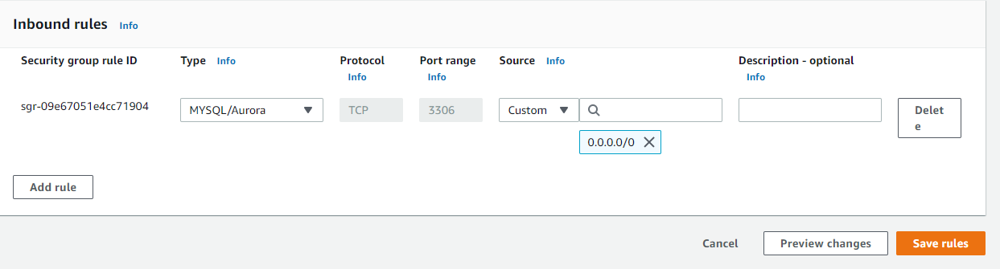 Inbound rules Info
Security group rule ID Type Info Protocol Port range Source Info Description - optional
Info Info Info
sgr-09e67051e4cc71904 MYSQL/Aurora TCP 3306 Custom Delet
e
0.0.0.0/0
Add rule
Cancel Preview changes Save rules